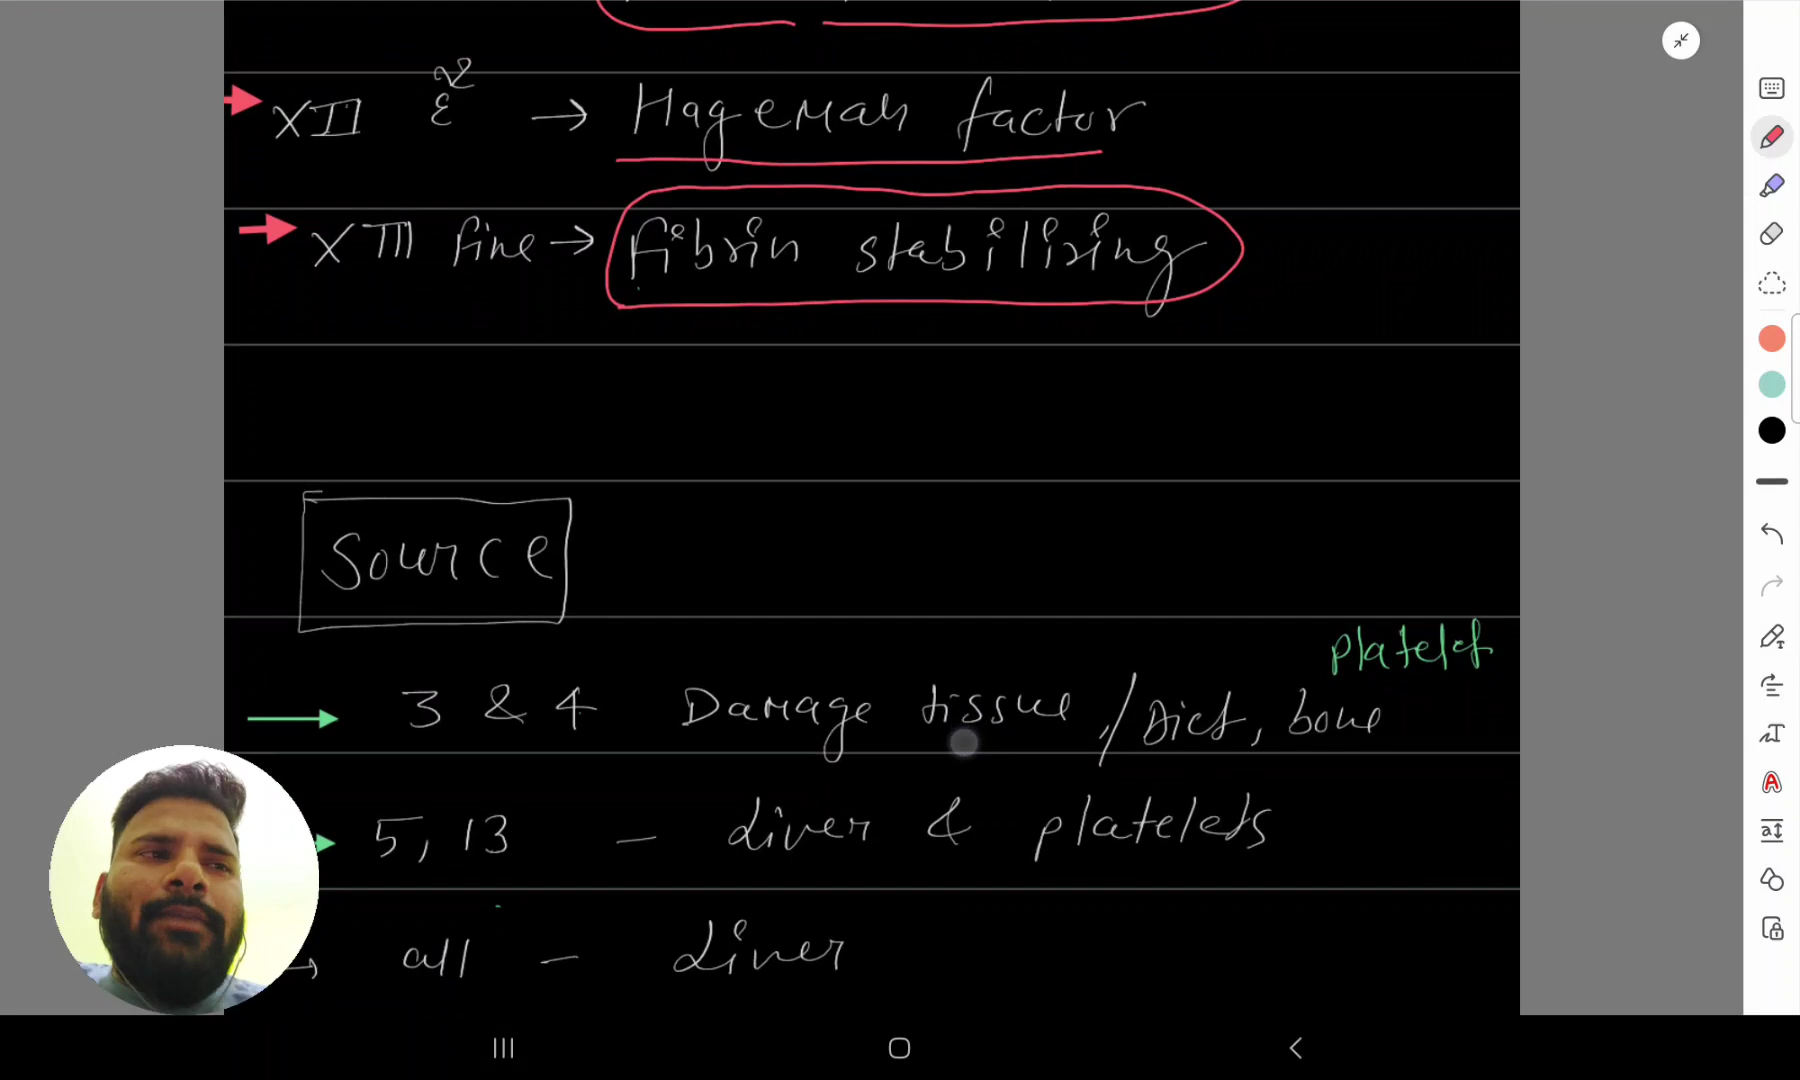 XII → Hageman factor
XIII fine → fibrin stabilizing
Source
platelet
3 & 4 Damage tissue / Diet, bone
5, 13 - Liver & platelets
→ all - Liver